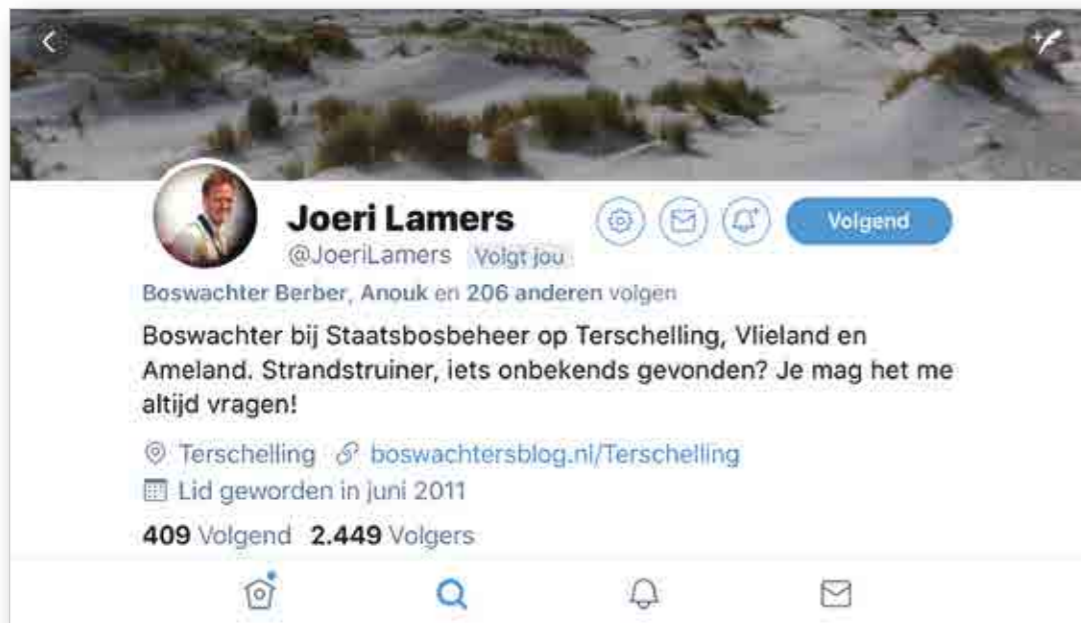 Joeri Lamers
Volgend
@JoeriLamers Volgt jou
Boswachter Berber, Anouk en 206 anderen volgen
Boswachter bij Staatsbosbeheer op Terschelling, Vlieland en
Ameland. Strandstruiner, iets onbekends gevonden? Je mag het me
altijd vragen!
Terschelling boswachtersblog.nl/Terschelling
Lid geworden in juni 2011
409 Volgend 2.449 Volgers